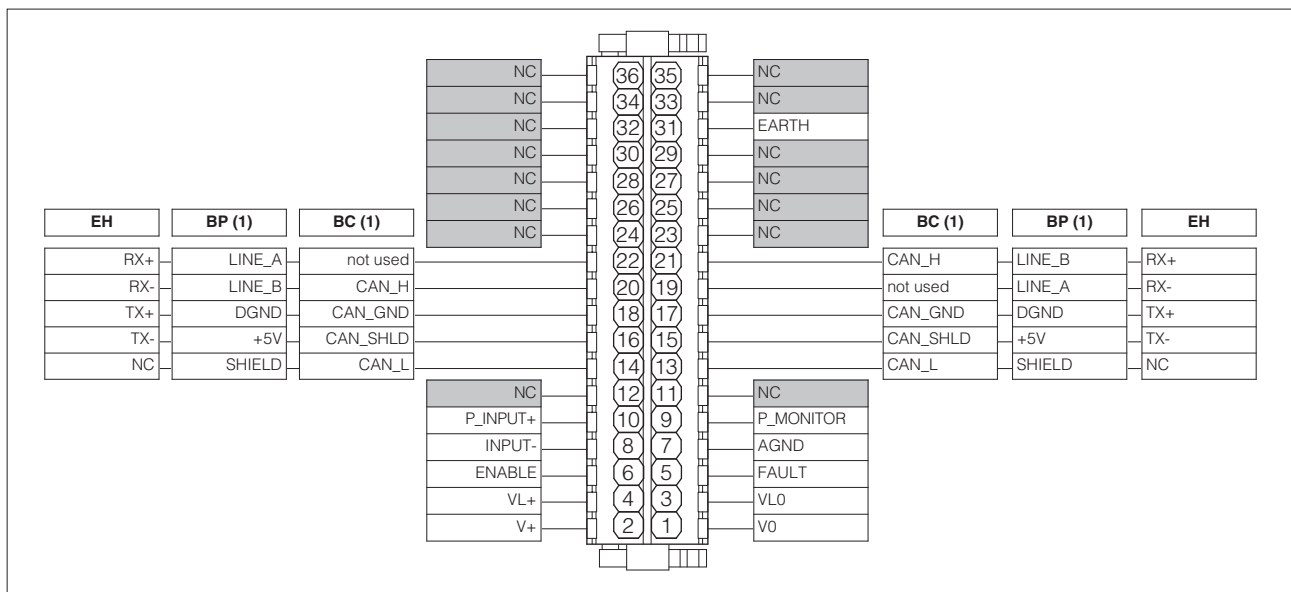 NC 36 35 NC
NC 34 33 NC
NC 32 31 EARTH
NC 30 29 NC
NC 28 27 NC
NC 26 25 NC
NC 24 23 NC
EH BP (1) BC (1) BC (1) BP (1) EH
RX+ LINE_A not used 22 21 CAN_H LINE_B RX+
RX- LINE_B CAN_H 20 19 not used LINE_A RX-
TX+ DGND CAN_GND 18 17 CAN_GND DGND TX+
TX- +5V CAN_SHLD 16 15 CAN_SHLD +5V TX-
NC SHIELD CAN_L 14 13 CAN_L SHIELD NC
NC 12 11 NC
P_INPUT+ 10 9 P_MONITOR
INPUT- 8 7 AGND
ENABLE 6 5 FAULT
VL+ 4 3 VL0
V+ 2 1 V0